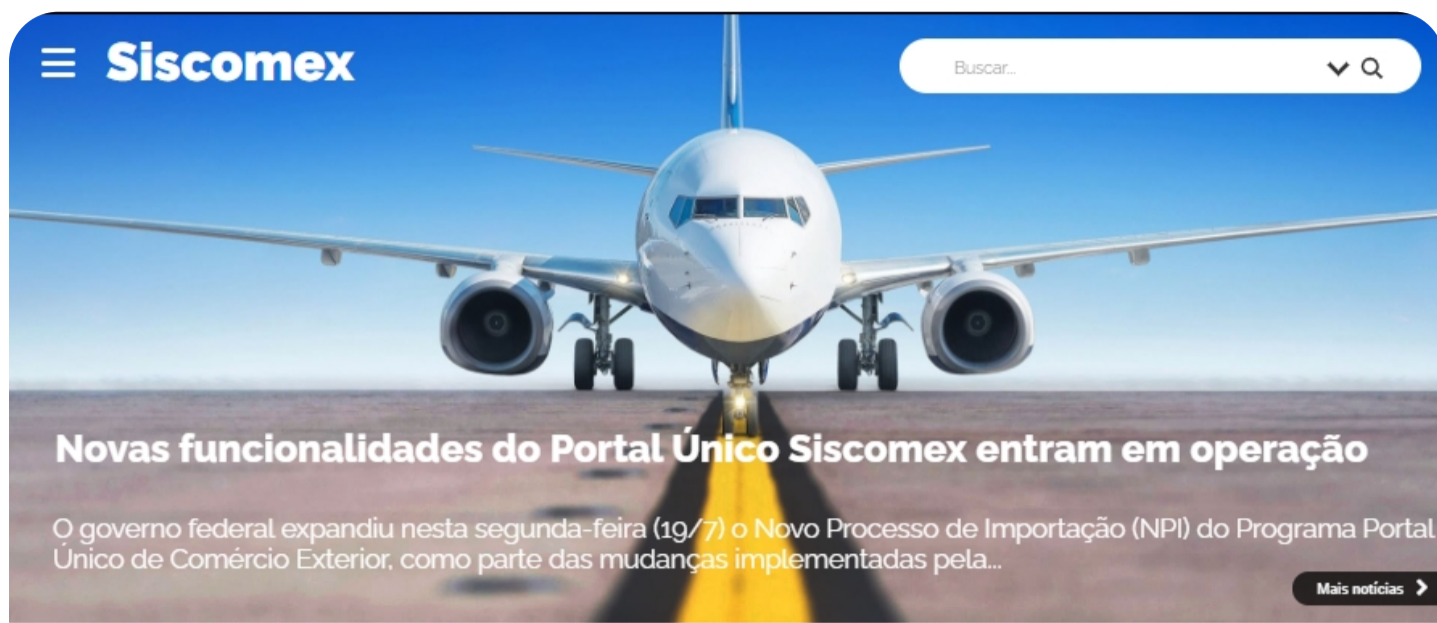 Siscomex
Buscar...
Novas funcionalidades do Portal Único Siscomex entram em operação
O governo federal expandiu nesta segunda-feira (19/7) o Novo Processo de Importação (NPI) do Programa Portal
Único de Comércio Exterior, como parte das mudanças implementadas pela...
Mais notícias